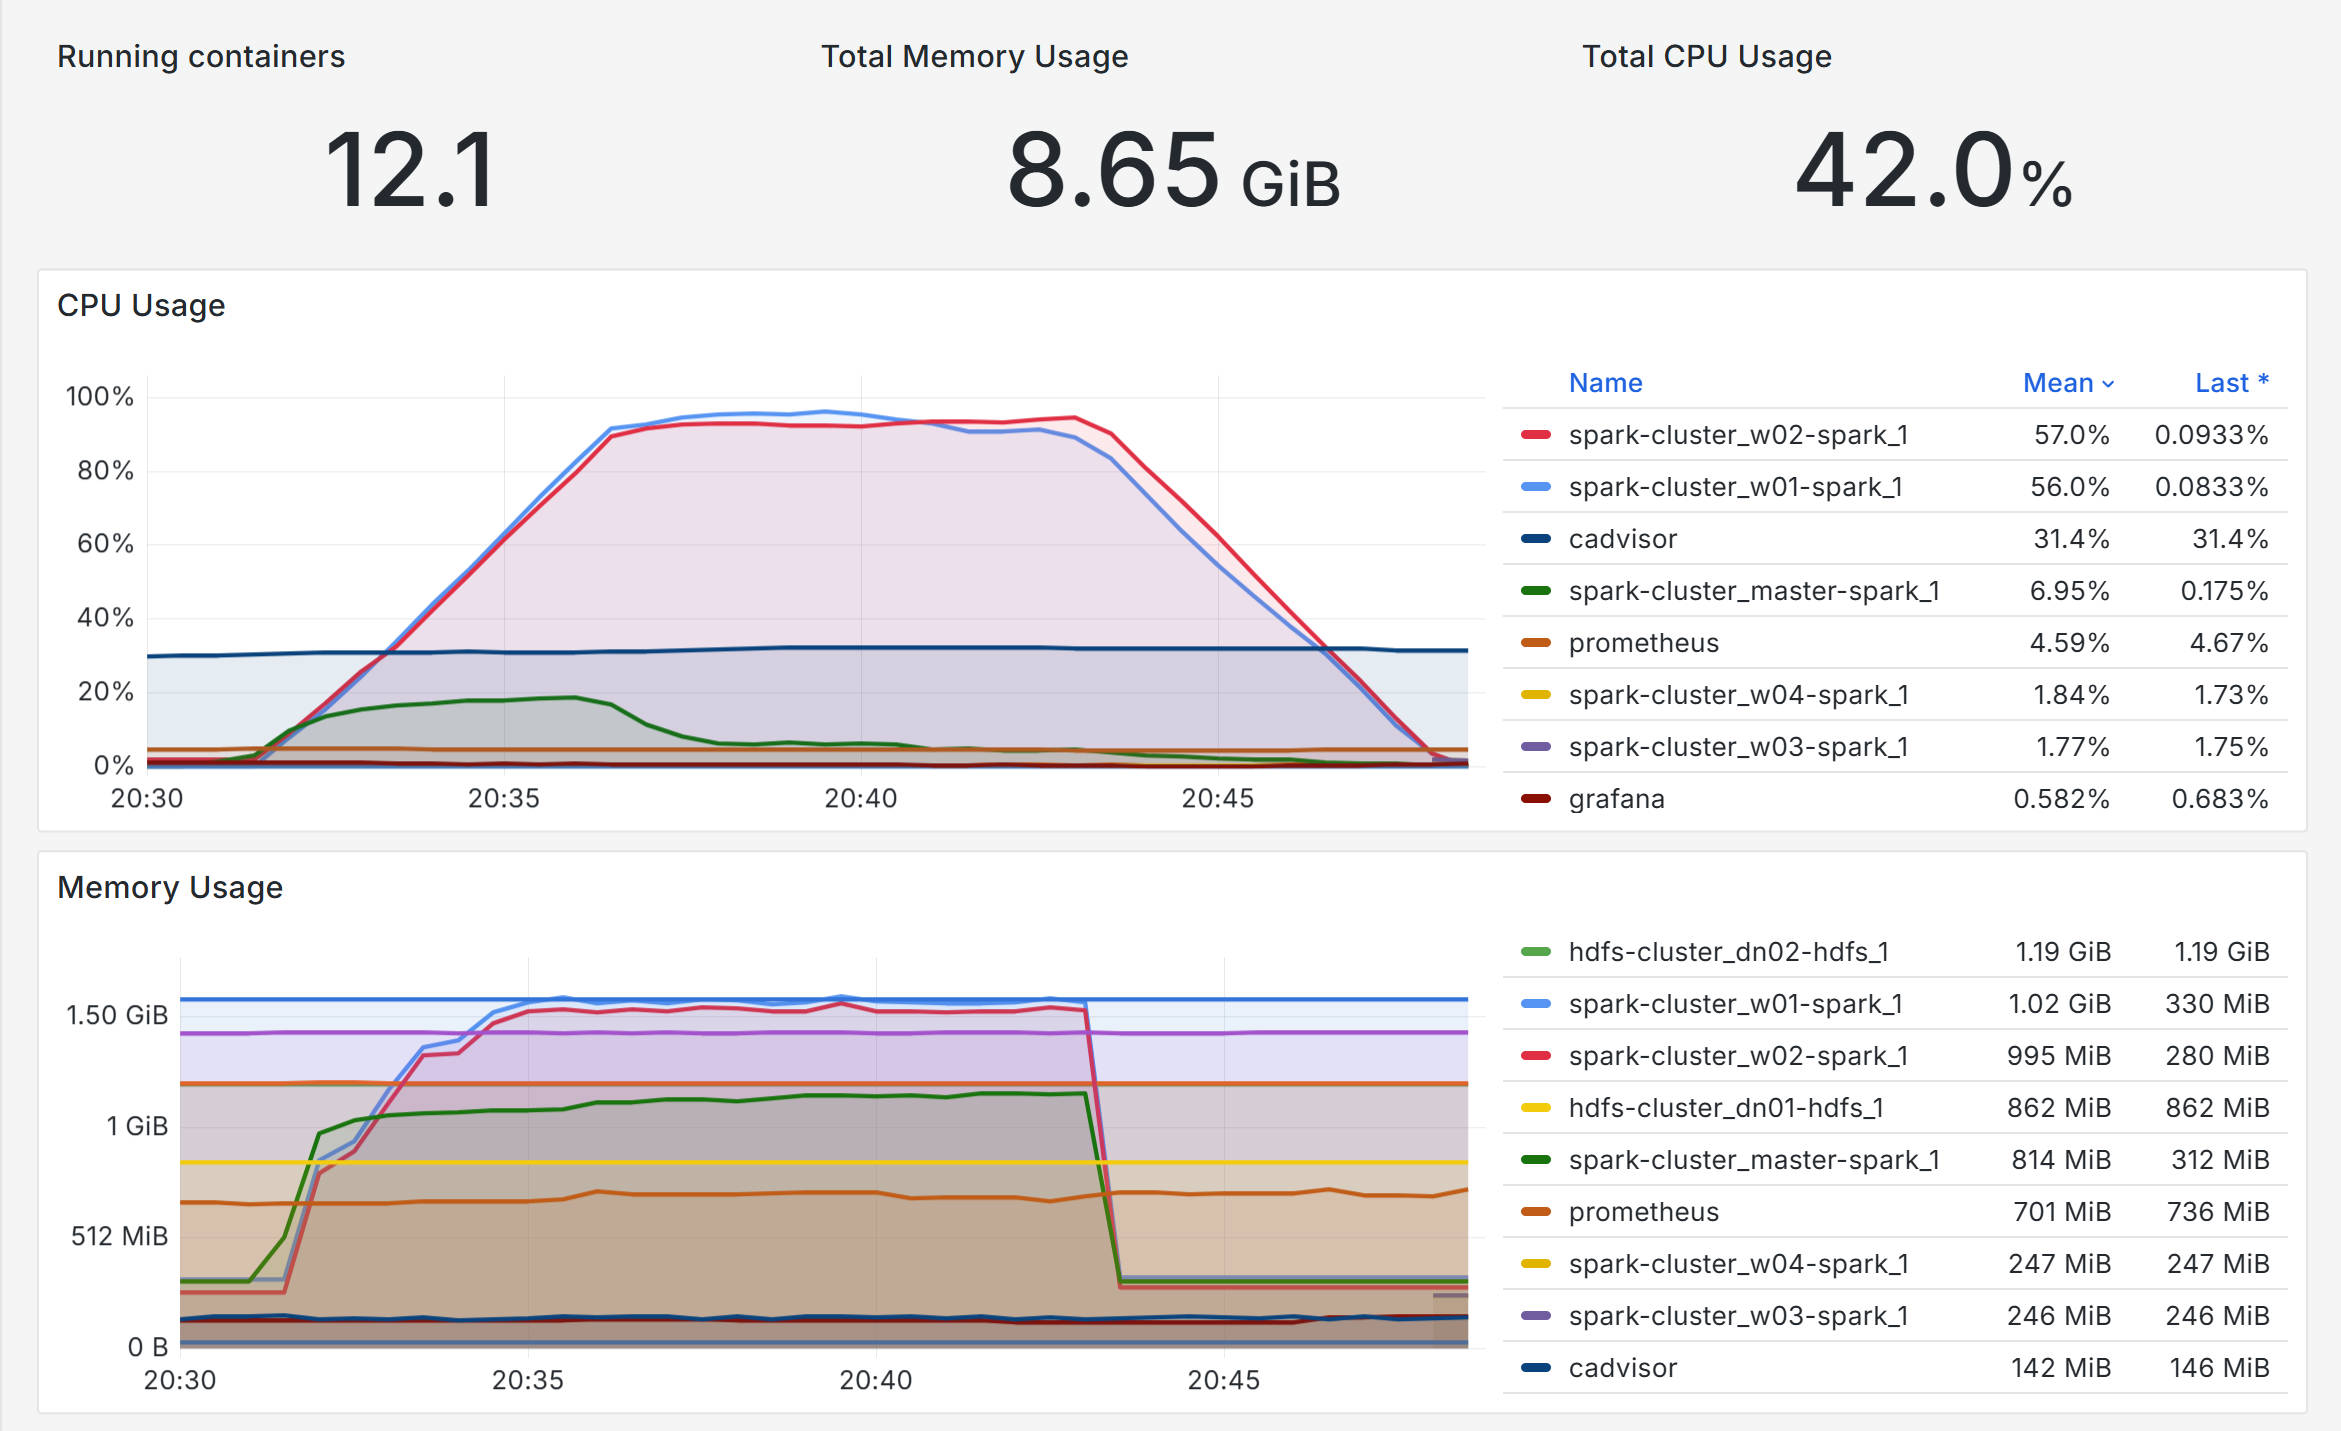 Running containers
Total Memory Usage
Total CPU Usage
12.1
8.65 GiB
42.0%
CPU Usage
100%
80%
60%
40%
20%
0%
20:30 20:35 20:40 20:45
Name Mean Last *
spark-cluster_w02-spark_1 57.0% 0.0933%
spark-cluster_w01-spark_1 56.0% 0.0833%
cadvisor 31.4% 31.4%
spark-cluster_master-spark_1 6.95% 0.175%
prometheus 4.59% 4.67%
spark-cluster_w04-spark_1 1.84% 1.73%
spark-cluster_w03-spark_1 1.77% 1.75%
grafana 0.582% 0.683%
Memory Usage
1.50 GiB
1 GiB
512 MiB
0 B
20:30 20:35 20:40 20:45
hdfs-cluster_dn02-hdfs_1 1.19 GiB 1.19 GiB
spark-cluster_w01-spark_1 1.02 GiB 330 MiB
spark-cluster_w02-spark_1 995 MiB 280 MiB
hdfs-cluster_dn01-hdfs_1 862 MiB 862 MiB
spark-cluster_master-spark_1 814 MiB 312 MiB
prometheus 701 MiB 736 MiB
spark-cluster_w04-spark_1 247 MiB 247 MiB
spark-cluster_w03-spark_1 246 MiB 246 MiB
cadvisor 142 MiB 146 MiB